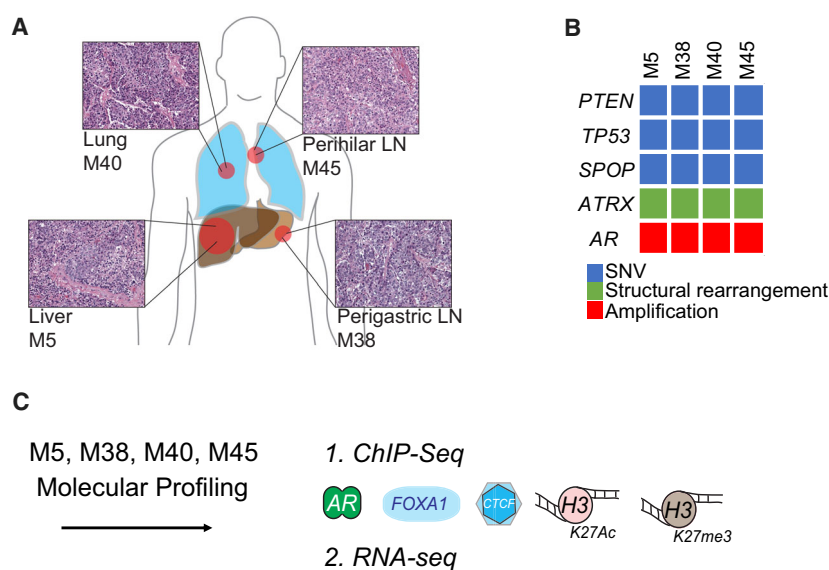 A
Lung
M40
Perihilar LN
M45
Liver
M5
Perigastric LN
M38
B
M5 M38 M40 M45
PTEN
TP53
SPOP
ATRX
AR
SNV
Structural rearrangement
Amplification
C
M5, M38, M40, M45
Molecular Profiling
1. ChIP-Seq
AR FOXA1 CTCF H3 K27Ac H3 K27me3
2. RNA-seq